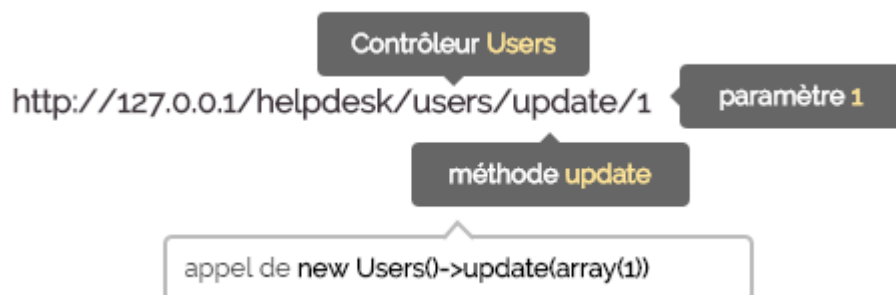 Contrôleur Users
http://127.0.0.1/helpdesk/users/update/1
paramètre 1
méthode update
appel de new Users()->update(array(1))